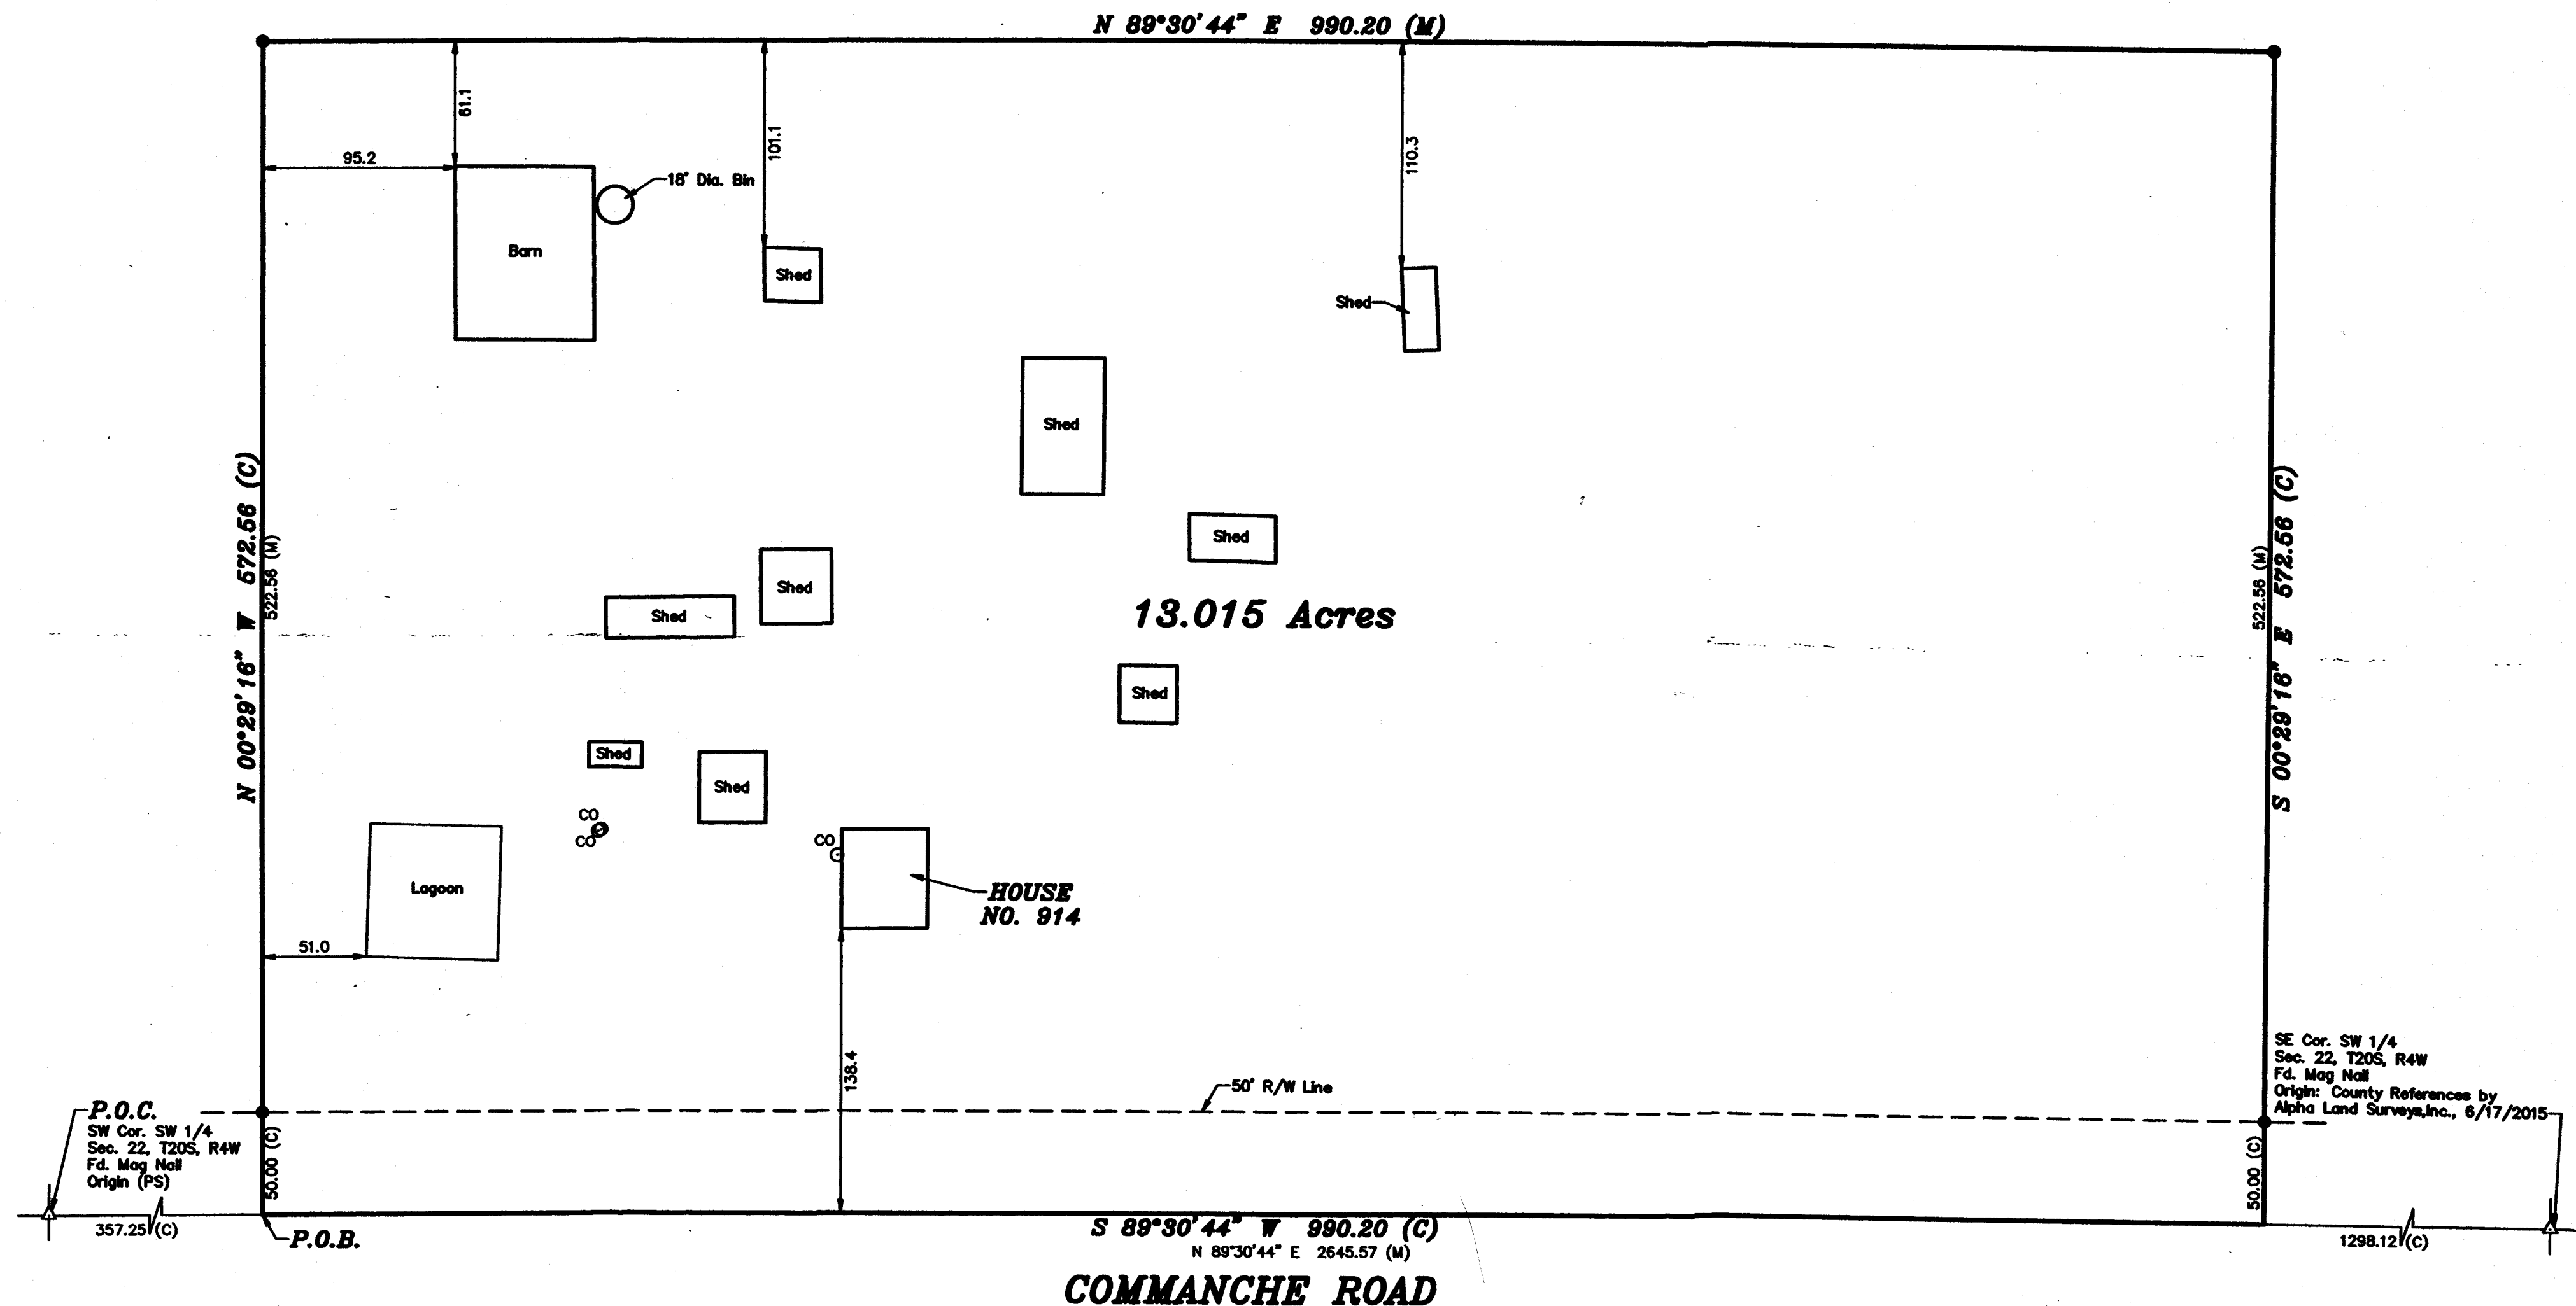 N 89°30'44" E 990.20 (M)
61.1
101.1
110.3
95.2
18' Dia. Bin
Barn
Shed
Shed
Shed
Shed
N 00°29'16" W 572.56 (C)
522.56 (M)
S 00°29'16" E 572.56 (C)
522.56 (M)
Shed
Shed
13.015 Acres
Shed
Shed
Shed
CO
CO
CO
Lagoon
HOUSE
NO. 914
51.0
138.4
50' R/W Line
SE Cor. SW 1/4
Sec. 22, T20S, R4W
Fd. Mag Nail
Origin: County References by
Alpha Land Surveys,Inc., 6/17/2015
P.O.C.
SW Cor. SW 1/4
Sec. 22, T20S, R4W
Fd. Mag Nail
Origin (PS)
50.00 (C)
50.00 (C)
357.25 (C)
P.O.B.
S 89°30'44" W 990.20 (C)
N 89°30'44" E 2645.57 (M)
1298.12 (C)
COMMANCHE ROAD